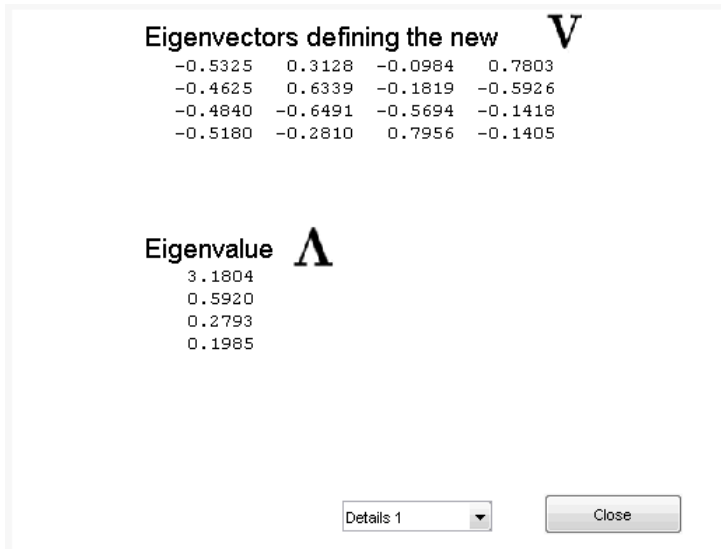 Eigenvectors defining the new V
-0.5325 0.3128 -0.0984 0.7803
-0.4625 0.6339 -0.1819 -0.5926
-0.4840 -0.6491 -0.5694 -0.1418
-0.5180 -0.2810 0.7956 -0.1405
Eigenvalue Λ
3.1804
0.5920
0.2793
0.1985
Details 1
Close